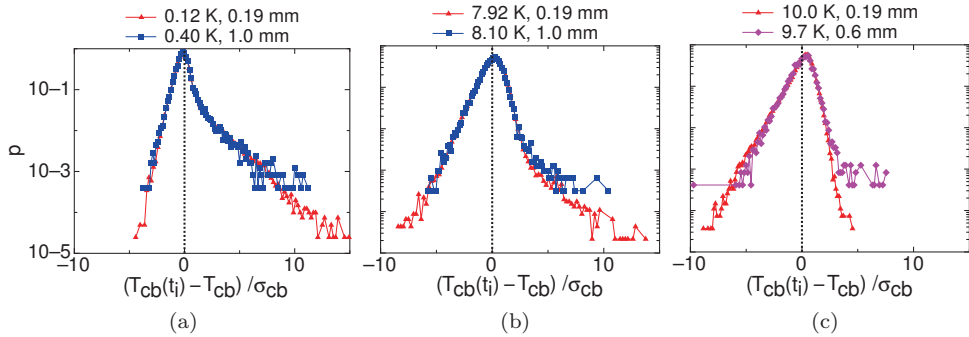 0.12 K, 0.19 mm
0.40 K, 1.0 mm
7.92 K, 0.19 mm
8.10 K, 1.0 mm
10.0 K, 0.19 mm
9.7 K, 0.6 mm
p
p
10–1
10–3
10–5
–10 0 10
–10 0 10
–10 0 10
(Tcb(ti) –Tcb) /σcb
(Tcb(ti) –Tcb) /σcb
(Tcb(ti) –Tcb) /σcb
(a)
(b)
(c)